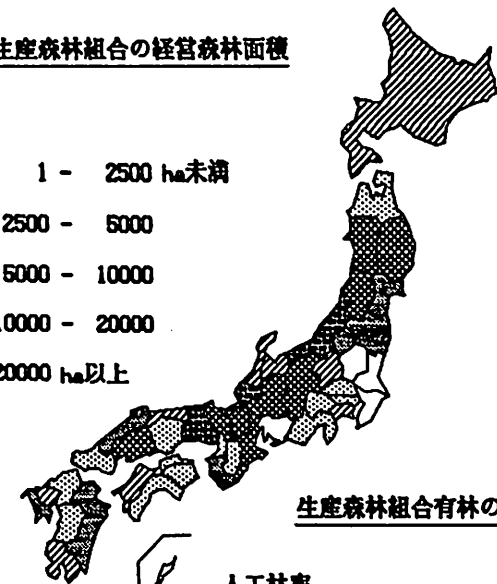 生産森林組合の経営森林面積
1 - 2500 ha未満
2500 - 5000
5000 - 10000
10000 - 20000
20000 ha以上
生産森林組合有林の
人工林率